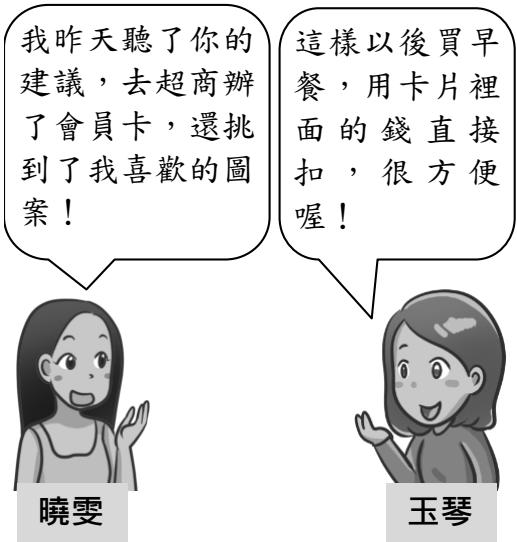 我昨天聽了你的
建議，去超商辦
了會員卡，還挑
到了我喜歡的圖
案！
這樣以後買早
餐，用卡片裡
面的錢直接
扣，很方便
喔！
曉雯
玉琴